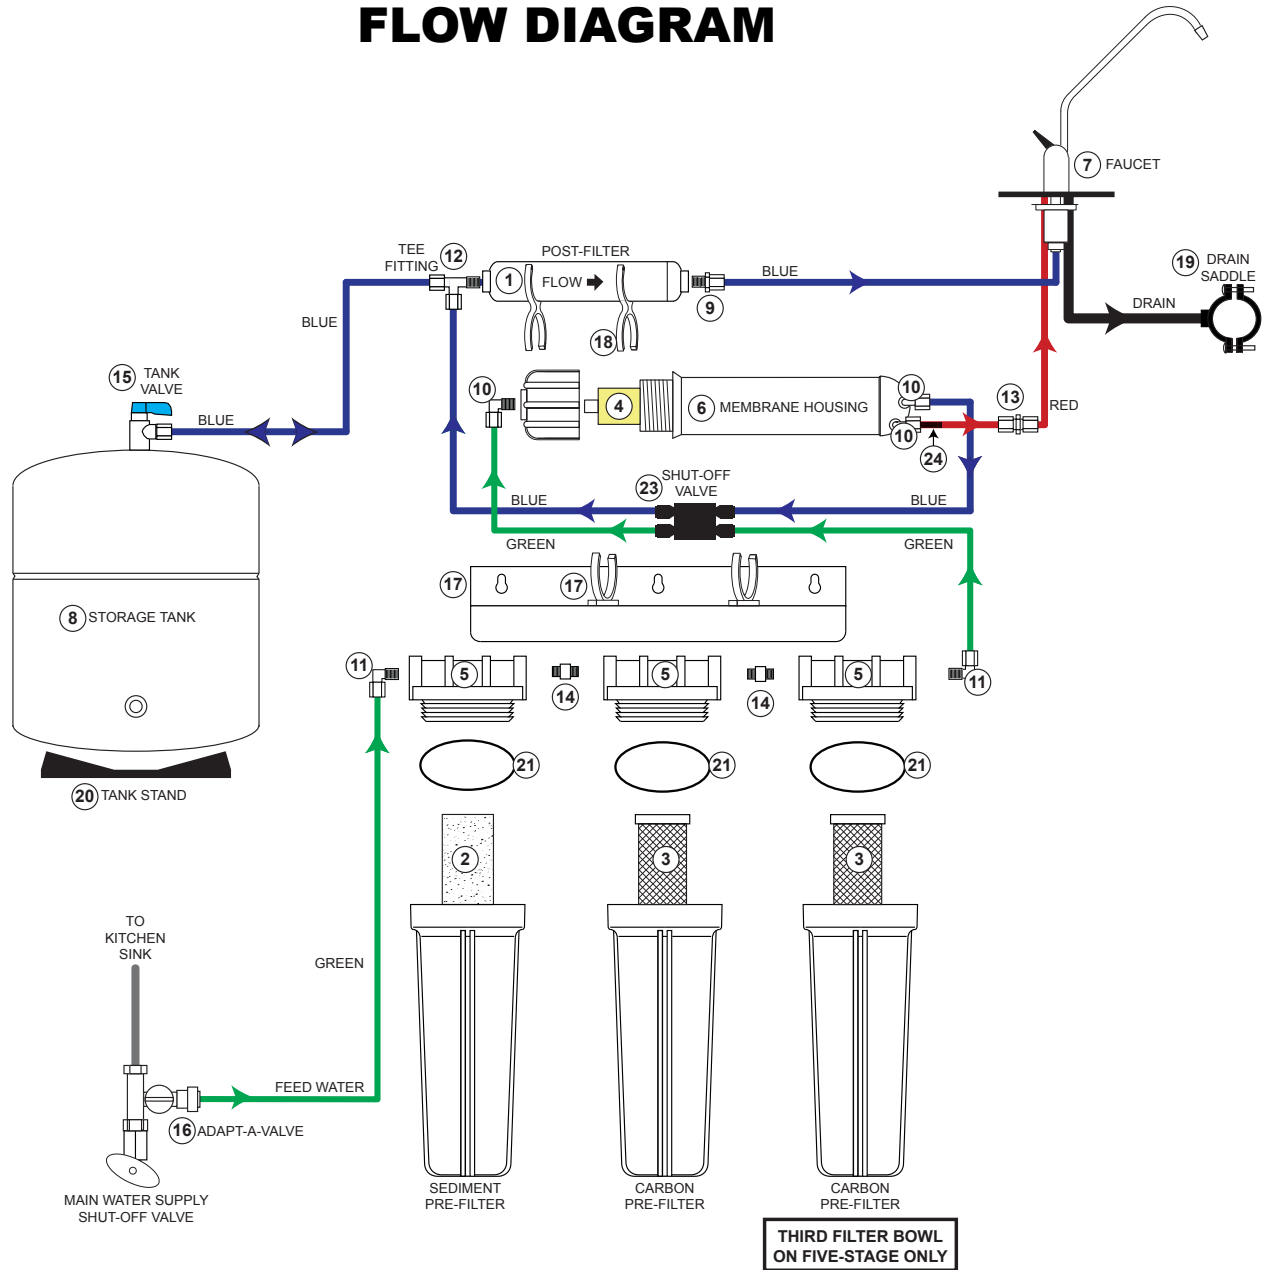 FLOW DIAGRAM
7 FAUCET
19 DRAIN
SADDLE
DRAIN
TEE
FITTING
12
POST-FILTER
1
FLOW
BLUE
9
18
BLUE
15 TANK
VALVE
BLUE
10
4
6 MEMBRANE HOUSING
10
10
13
RED
24
23 SHUT-OFF
VALVE
BLUE
BLUE
GREEN
GREEN
17
17
8 STORAGE TANK
11
5
14
5
14
5
11
21
21
21
20 TANK STAND
2
3
3
TO
KITCHEN
SINK
GREEN
FEED WATER
16 ADAPT-A-VALVE
MAIN WATER SUPPLY
SHUT-OFF VALVE
SEDIMENT
PRE-FILTER
CARBON
PRE-FILTER
CARBON
PRE-FILTER
THIRD FILTER BOWL
ON FIVE-STAGE ONLY